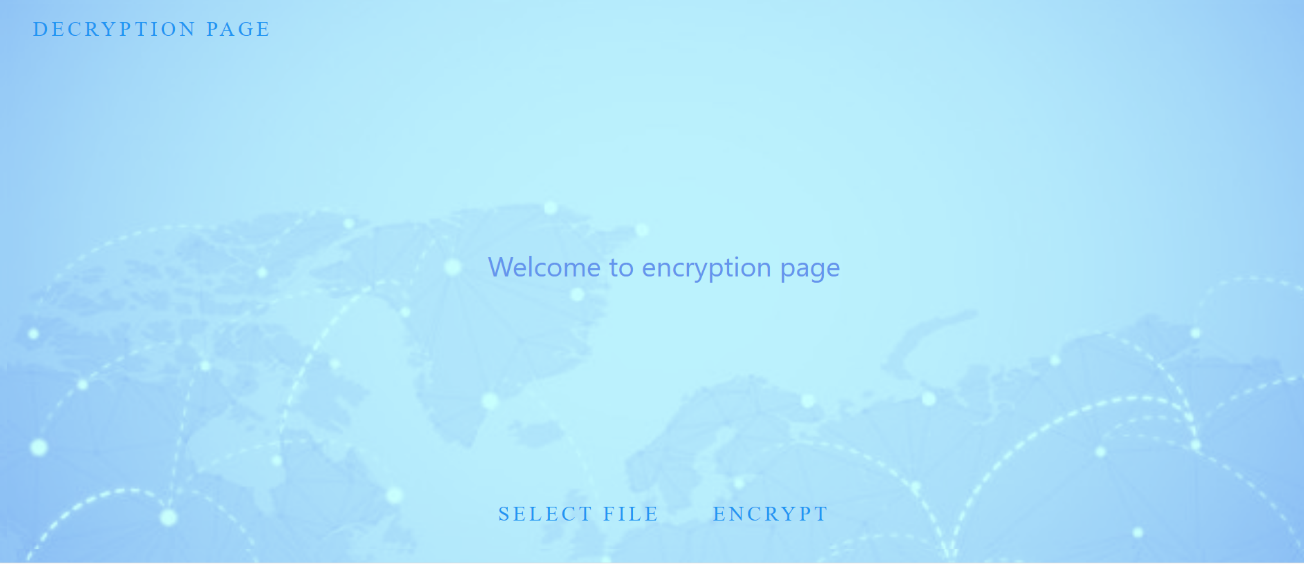 DECRYPTION PAGE
Welcome to encryption page
SELECT FILE ENCRYPT